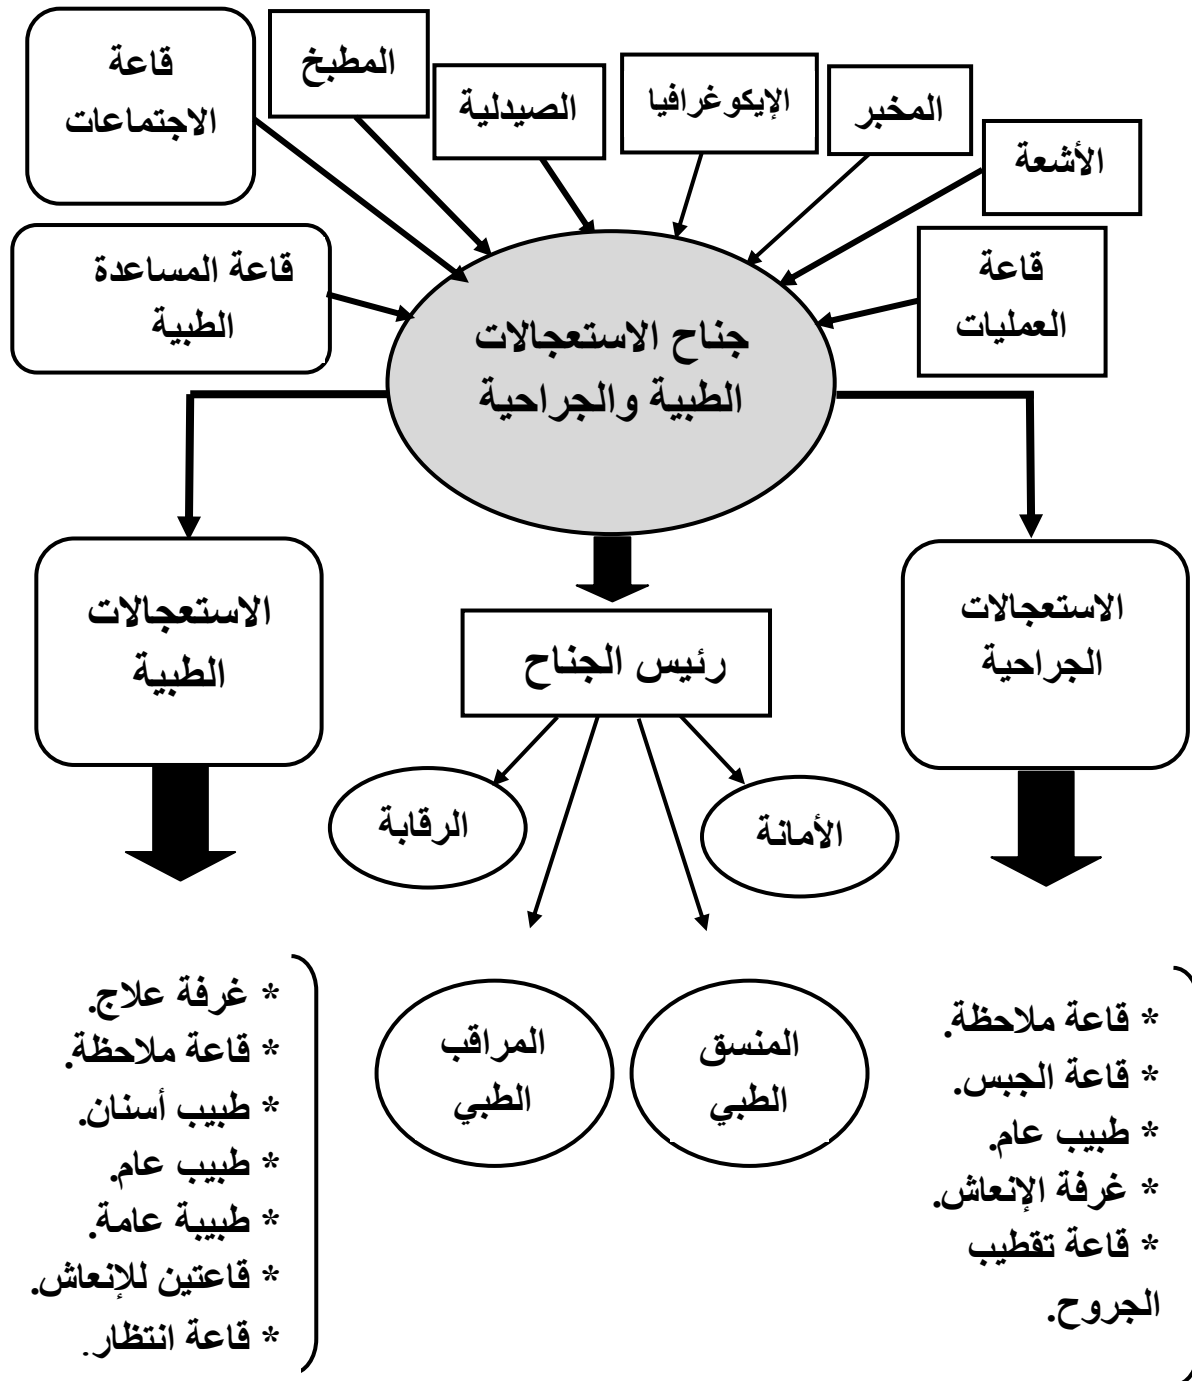 قاعة
الاجتماعات
المطبخ
الصيدلية
الإيكوغرافيا
المخبر
الأشعة
قاعة المساعدة
الطبية
قاعة
العمليات
جناح الاستعجالات
الطبية والجراحية
الاستعجالات
الطبية
رئيس الجناح
الاستعجالات
الجراحية
الرقابة
الأمانة
المراقب
الطبي
المنسق
الطبي
* غرفة علاج.
* قاعة ملاحظة.
* طبيب أسنان.
* طبيب عام.
* طبيبة عامة.
* قاعتين للإنعاش.
* قاعة انتظار.
* قاعة ملاحظة.
* قاعة الجبس.
* طبيب عام.
* غرفة الإنعاش.
* قاعة تقطيب
الجروح.